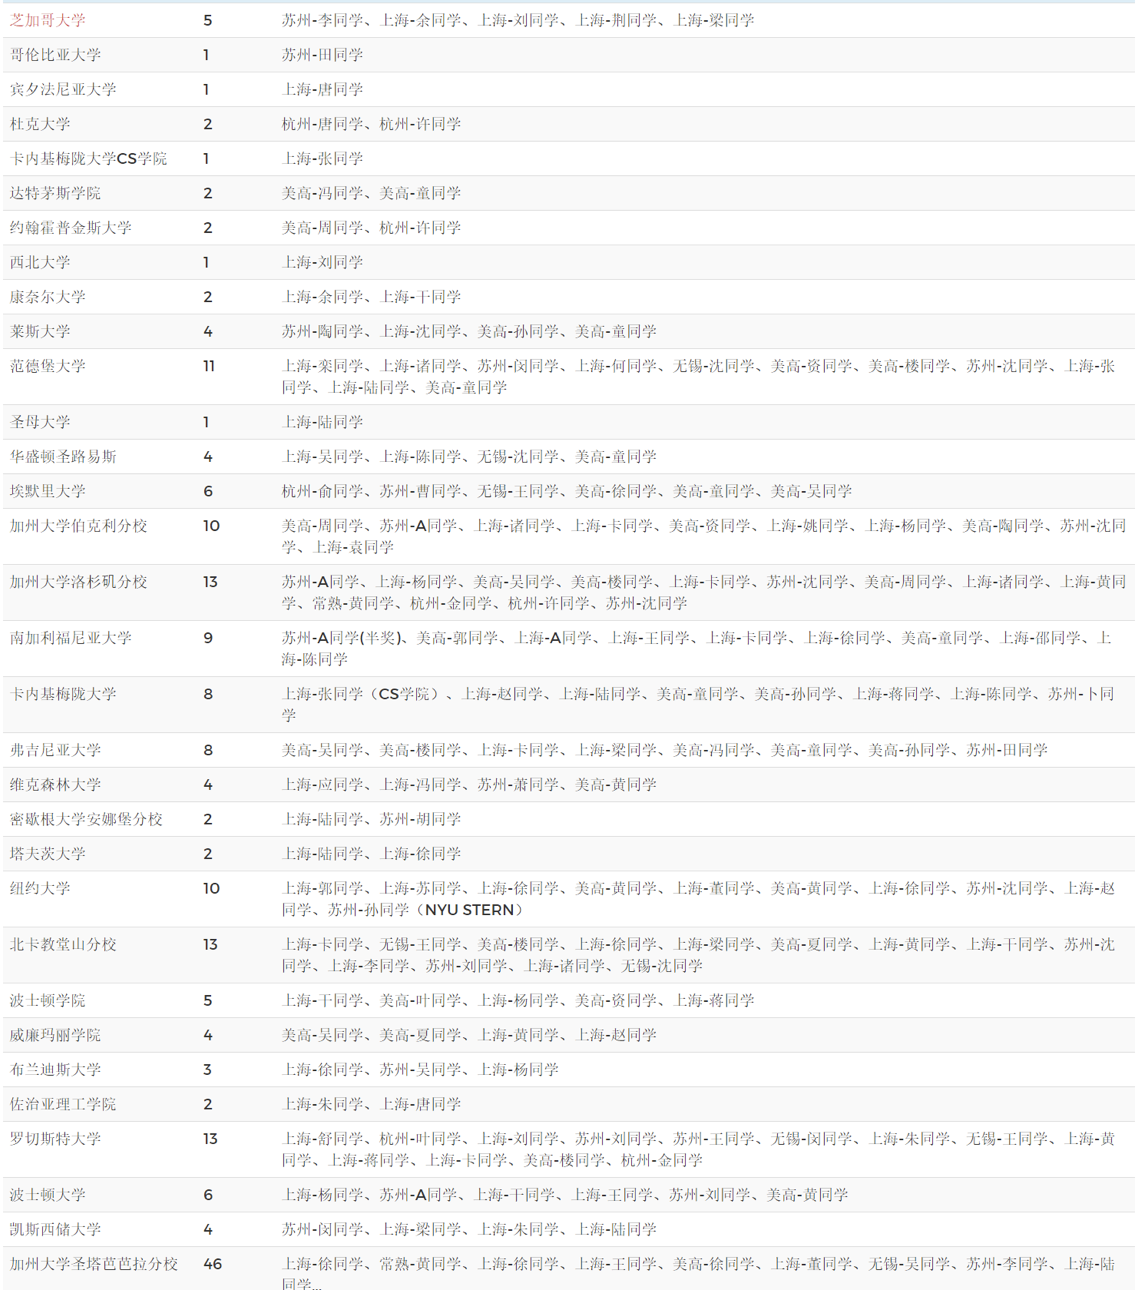 芝加哥大学 5 苏州-李同学、上海-余同学、上海-刘同学、上海-荆同学、上海-梁同学
哥伦比亚大学 1 苏州-田同学
宾夕法尼亚大学 1 上海-唐同学
杜克大学 2 杭州-唐同学、杭州-许同学
卡内基梅陇大学CS学院 1 上海-张同学
达特茅斯学院 2 美高-冯同学、美高-童同学
约翰霍普金斯大学 2 美高-周同学、杭州-许同学
西北大学 1 上海-刘同学
康奈尔大学 2 上海-余同学、上海-干同学
莱斯大学 4 苏州-陶同学、上海-沈同学、美高-孙同学、美高-童同学
范德堡大学 11 上海-栾同学、上海-诸同学、苏州-闵同学、上海-何同学、无锡-沈同学、美高-资同学、美高-楼同学、苏州-沈同学、上海-张
同学、上海-陆同学、美高-童同学
圣母大学 1 上海-陆同学
华盛顿圣路易斯 4 上海-吴同学、上海-陈同学、无锡-沈同学、美高-童同学
埃默里大学 6 杭州-俞同学、苏州-曹同学、无锡-王同学、美高-徐同学、美高-童同学、美高-吴同学
加州大学伯克利分校 10 美高-周同学、苏州-A同学、上海-诸同学、上海-卡同学、美高-资同学、上海-姚同学、上海-杨同学、美高-陶同学、苏州-沈同
学、上海-袁同学
加州大学洛杉矶分校 13 苏州-A同学、上海-杨同学、美高-吴同学、美高-楼同学、上海-卡同学、苏州-沈同学、美高-周同学、上海-诸同学、上海-黄同
学、常熟-黄同学、杭州-金同学、杭州-许同学、苏州-沈同学
南加利福尼亚大学 9 苏州-A同学(半奖)、美高-郭同学、上海-A同学、上海-王同学、上海-卡同学、上海-徐同学、美高-童同学、上海-邵同学、上
海-陈同学
卡内基梅陇大学 8 上海-张同学（CS学院）、上海-赵同学、上海-陆同学、美高-童同学、美高-孙同学、上海-蒋同学、上海-陈同学、苏州-卜同
学
弗吉尼亚大学 8 美高-吴同学、美高-楼同学、上海-卡同学、上海-梁同学、美高-冯同学、美高-童同学、美高-孙同学、苏州-田同学
维克森林大学 4 上海-应同学、上海-冯同学、苏州-萧同学、美高-黄同学
密歇根大学安娜堡分校 2 上海-陆同学、苏州-胡同学
塔夫茨大学 2 上海-陆同学、上海-徐同学
纽约大学 10 上海-郭同学、上海-苏同学、上海-徐同学、美高-黄同学、上海-董同学、美高-黄同学、上海-徐同学、苏州-沈同学、上海-赵
同学、苏州-孙同学（NYU STERN）
北卡教堂山分校 13 上海-卡同学、无锡-王同学、美高-楼同学、上海-徐同学、上海-梁同学、美高-夏同学、上海-黄同学、上海-干同学、苏州-沈
同学、上海-李同学、苏州-刘同学、上海-诸同学、无锡-沈同学
波士顿学院 5 上海-干同学、美高-叶同学、上海-杨同学、美高-资同学、上海-蒋同学
威廉玛丽学院 4 美高-吴同学、美高-夏同学、上海-黄同学、上海-赵同学
布兰迪斯大学 3 上海-徐同学、苏州-吴同学、上海-杨同学
佐治亚理工学院 2 上海-朱同学、上海-唐同学
罗切斯特大学 13 上海-舒同学、杭州-叶同学、上海-刘同学、苏州-刘同学、苏州-王同学、无锡-闵同学、上海-朱同学、无锡-王同学、上海-黄
同学、上海-蒋同学、上海-卡同学、美高-楼同学、杭州-金同学
波士顿大学 6 上海-杨同学、苏州-A同学、上海-干同学、上海-王同学、苏州-刘同学、美高-黄同学
凯斯西储大学 4 苏州-闵同学、上海-梁同学、上海-朱同学、上海-陆同学
加州大学圣塔芭芭拉分校 46 上海-徐同学、常熟-黄同学、上海-徐同学、上海-王同学、美高-徐同学、上海-董同学、无锡-吴同学、苏州-李同学、上海-陆
同学...